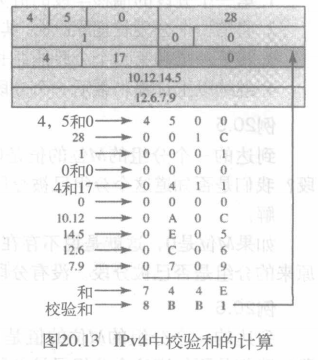 4 5 0 28
1 0 0
4 17 0
10.12.14.5
12.6.7.9
4，5和0 4 5 0 0
28 0 0 1 C
1 0 0 0 1
0和0 0 0 0 0
4和17 0 4 1 1
0 0 0 0 0
10.12 0 A 0 C
14.5 0 E 0 5
12.6 0 C 0 6
7.9 0 7 0 9
和 7 4 4 E
校验和 8 B B 1
图20.13 IPv4中校验和的计算